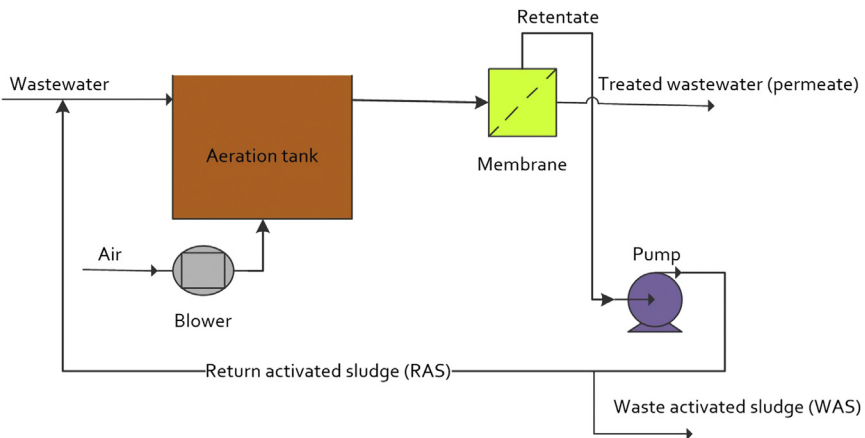 Retentate
Wastewater
Treated wastewater (permeate)
Aeration tank
Membrane
Air
Pump
Blower
Return activated sludge (RAS)
Waste activated sludge (WAS)